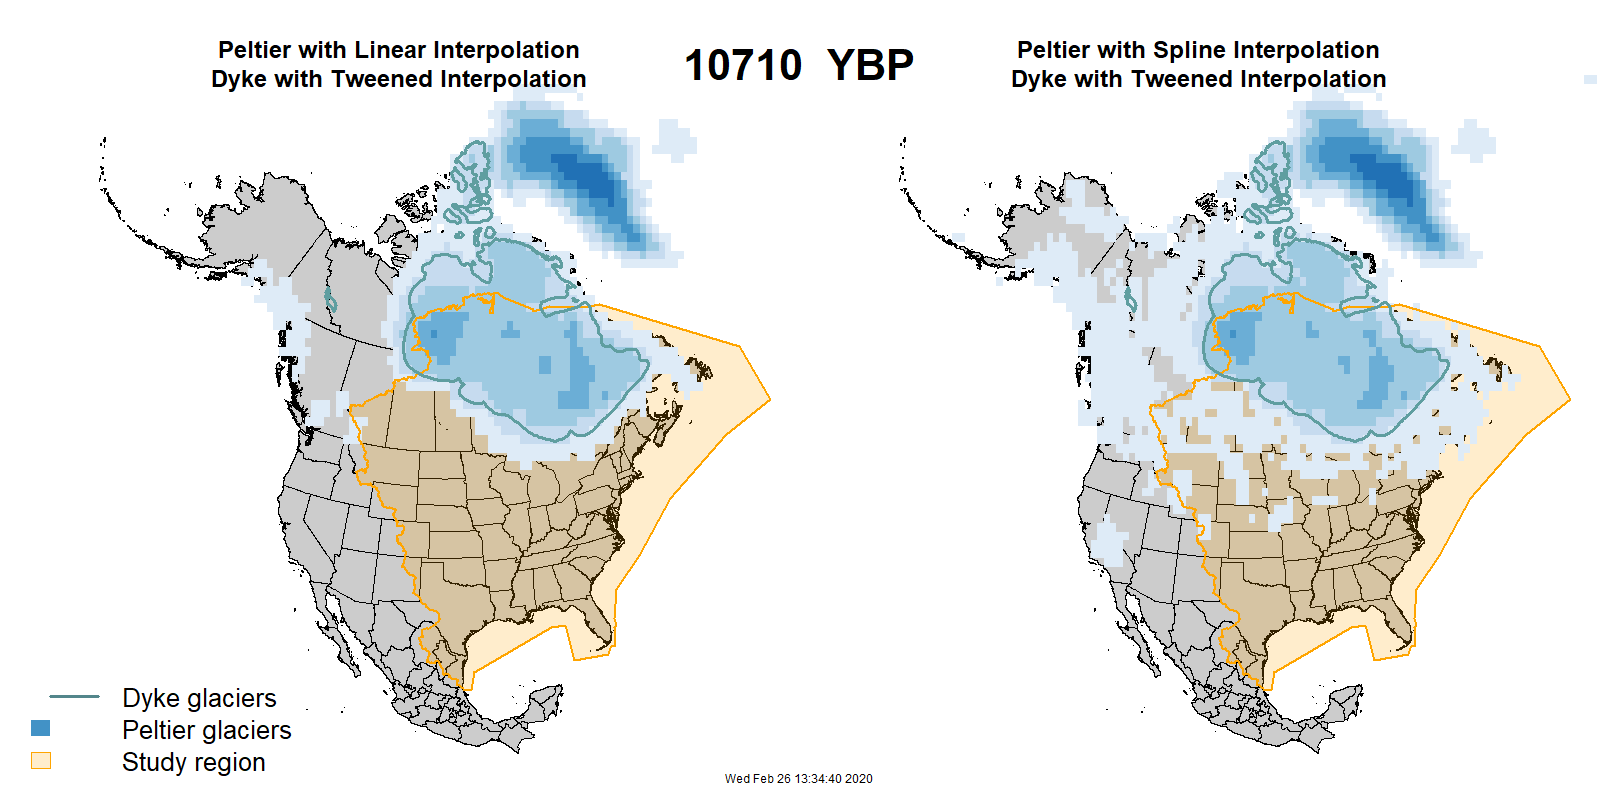 Peltier with Linear Interpolation
Dyke with Tweened Interpolation
10710 YBP
Peltier with Spline Interpolation
Dyke with Tweened Interpolation
Dyke glaciers
Peltier glaciers
Study region
Wed Feb 26 13:34:40 2020